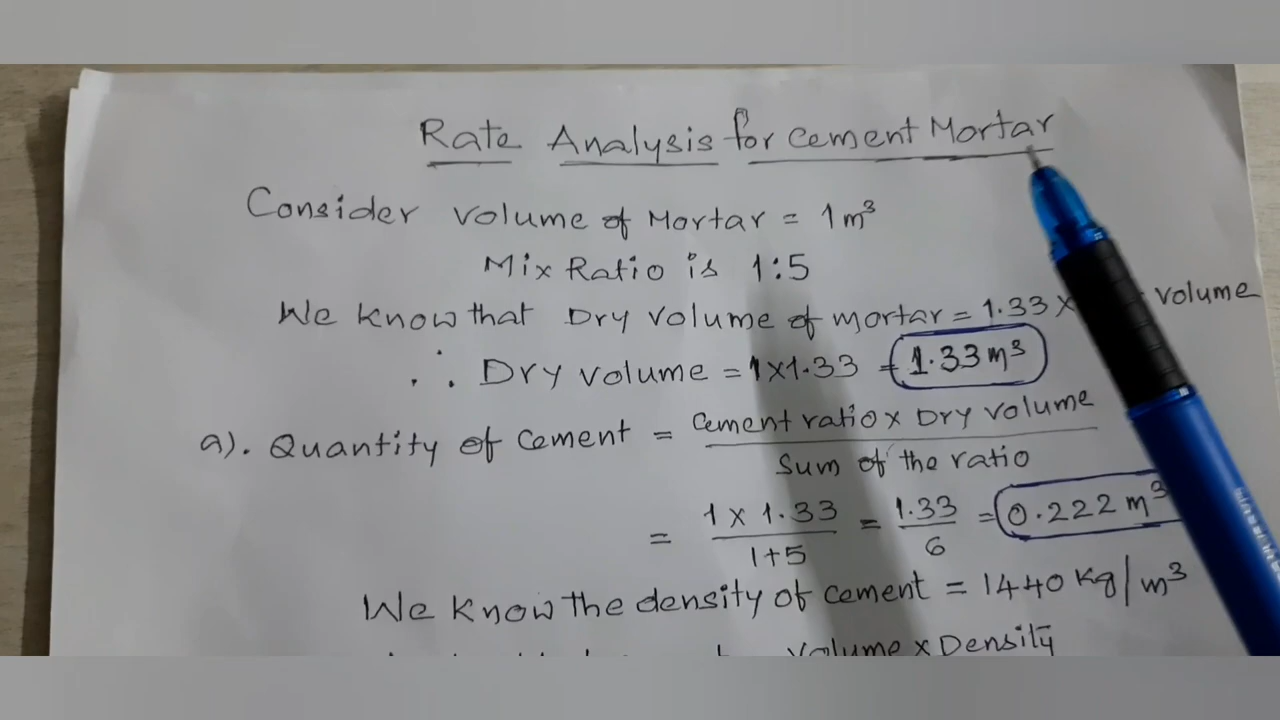 Rate Analysis for Cement Mortar
Consider volume of Mortar = 1m³
Mix Ratio is 1:5
We know that Dry volume of mortar = 1.33 x volume
∴ Dry volume = 1x1.33 = 1.33m³
a). Quantity of Cement = Cement ratio x Dry volume
Sum of the ratio
= 1 x 1.33 / 1+5 = 1.33 / 6 = 0.222 m³
We know the density of cement = 1440 kg/m³
volume x Density